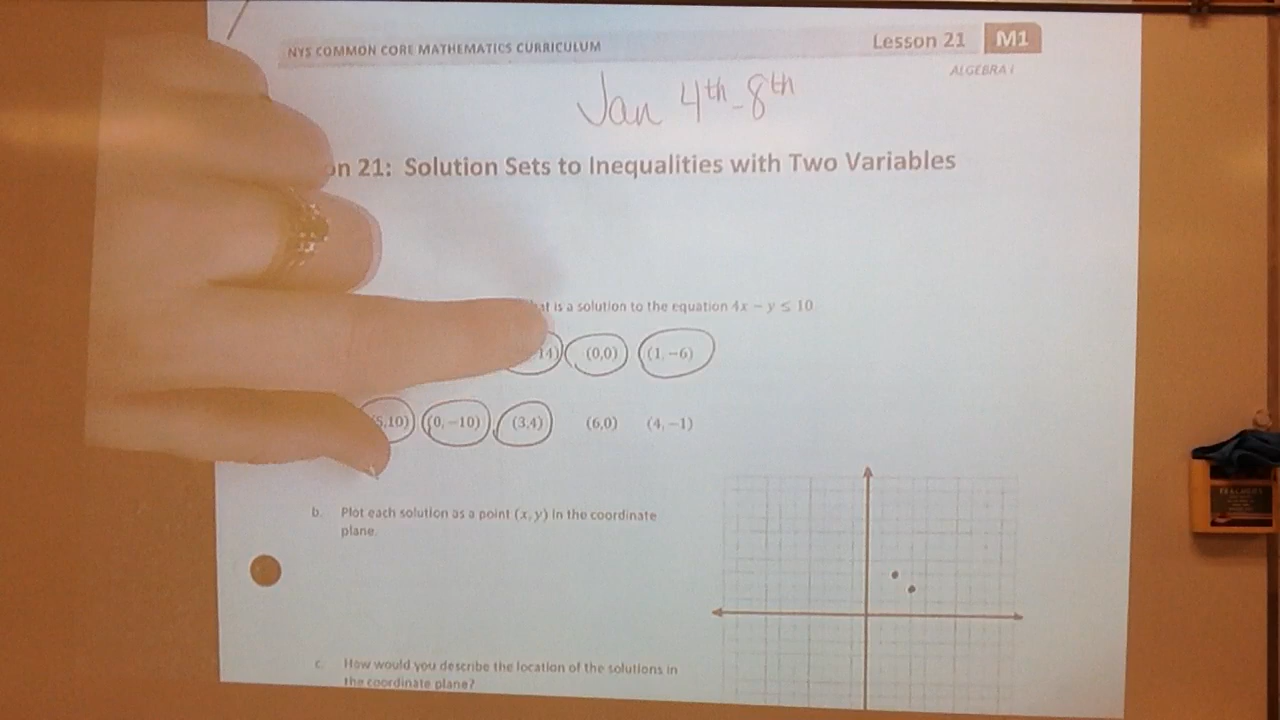 NYS COMMON CORE MATHEMATICS CURRICULUM
Lesson 21 M1
ALGEBRA I
Jan 4th-8th
on 21: Solution Sets to Inequalities with Two Variables
is a solution to the equation 4x − y ≤ 10
14) (0,0) (1,−6)
5,10) (0,−10) (3,4) (6,0) (4,−1)
b. Plot each solution as a point (x, y) in the coordinate
plane.
c. How would you describe the location of the solutions in
the coordinate plane?